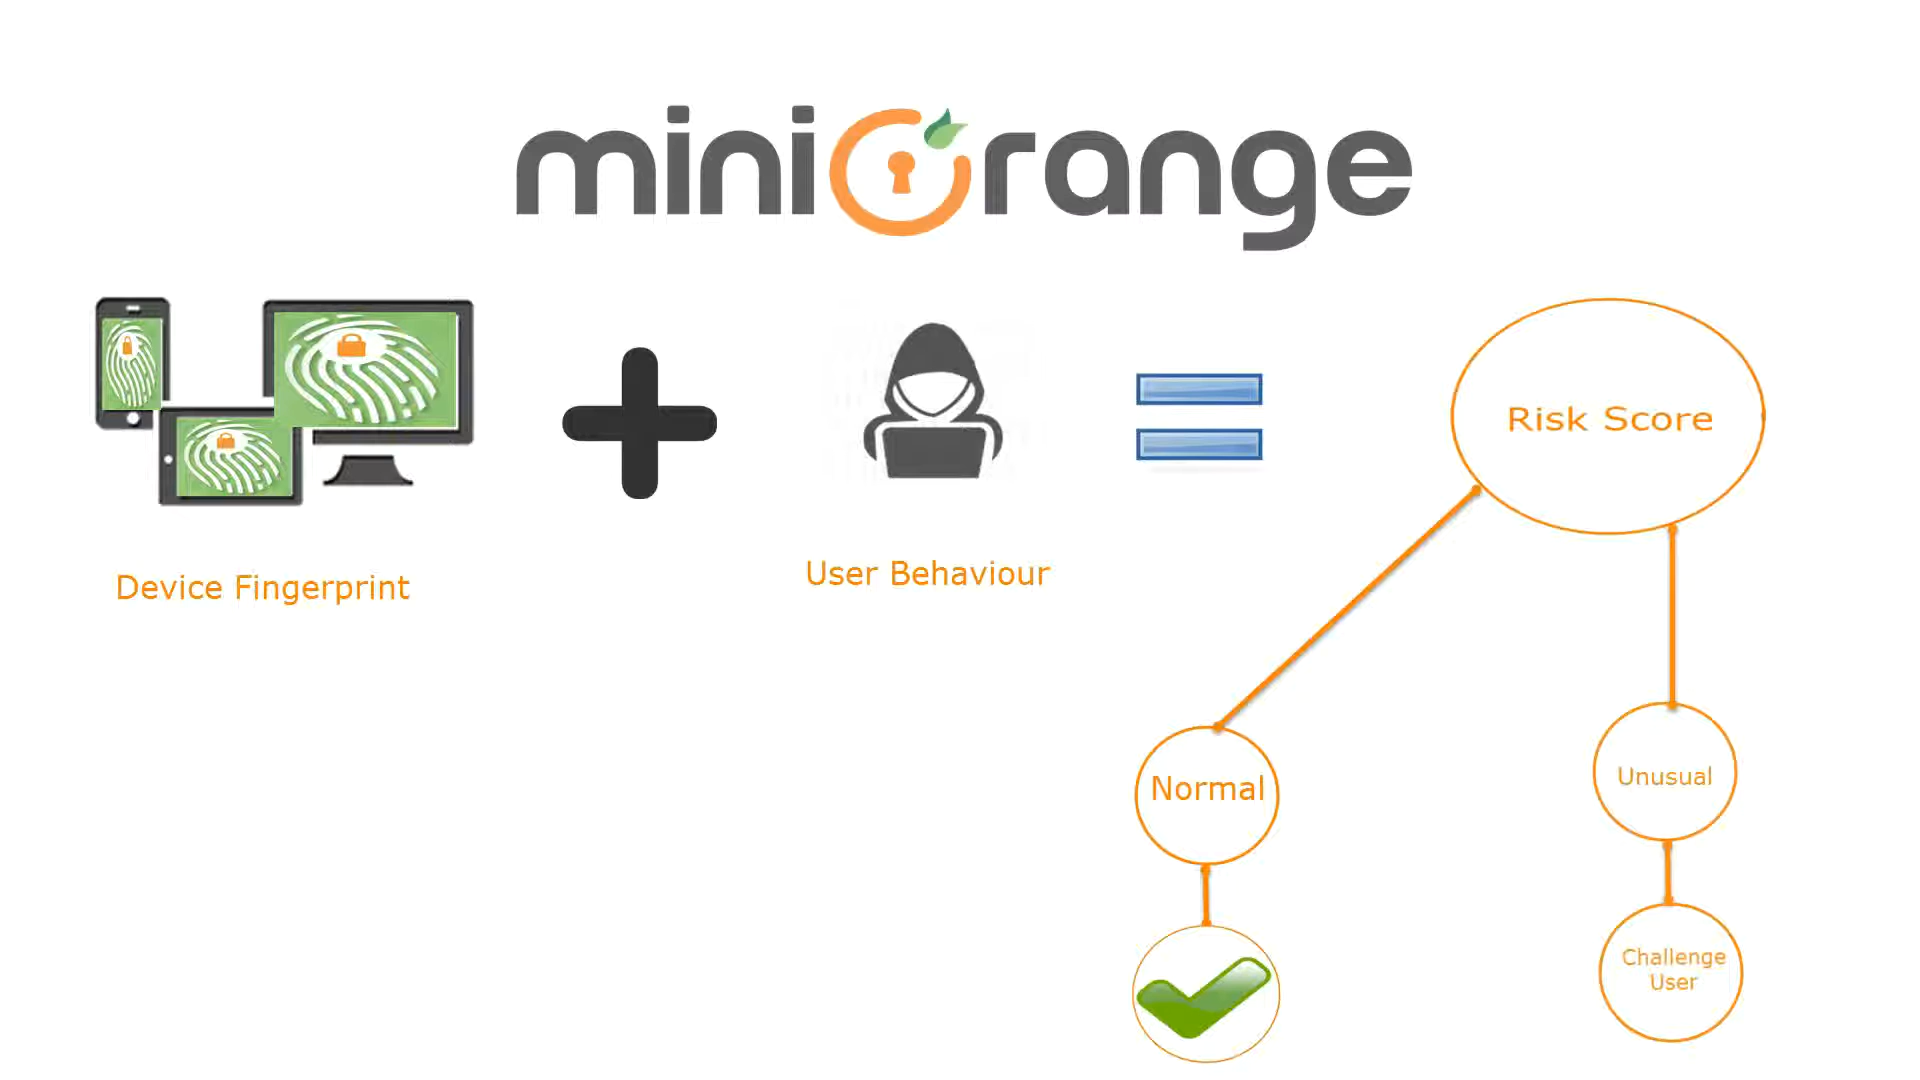 miniOrange
Risk Score
Device Fingerprint
User Behaviour
Normal
Unusual
Challenge
User